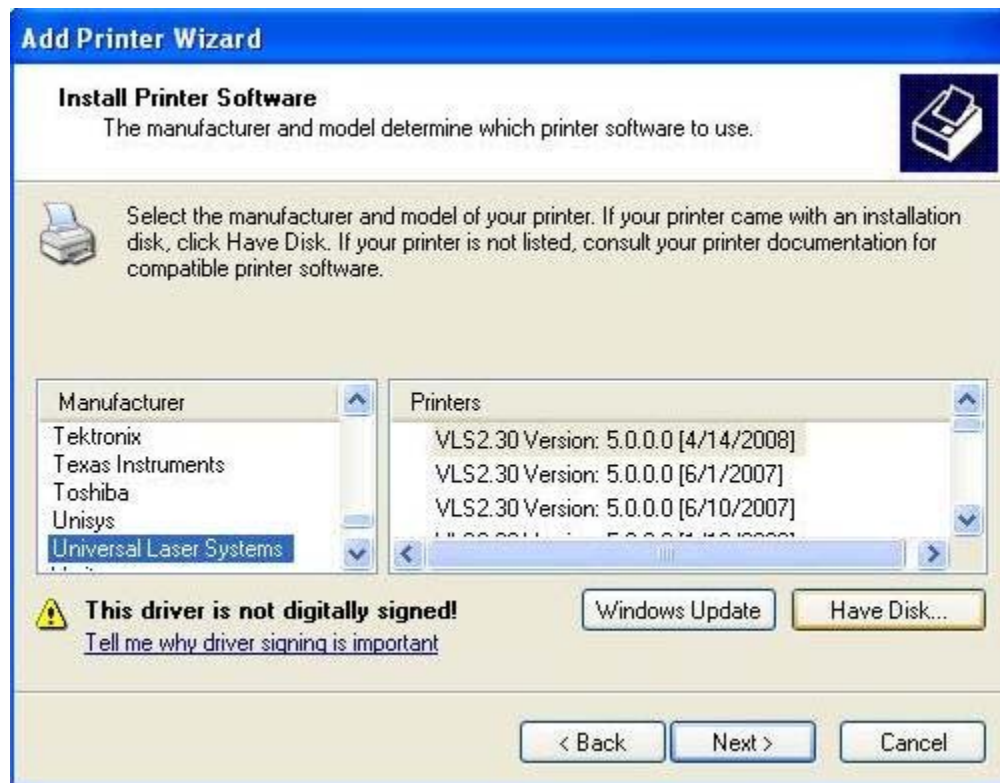 Add Printer Wizard
Install Printer Software
The manufacturer and model determine which printer software to use.
Select the manufacturer and model of your printer. If your printer came with an installation
disk, click Have Disk. If your printer is not listed, consult your printer documentation for
compatible printer software.
Manufacturer
Tektronix
Texas Instruments
Toshiba
Unisys
Universal Laser Systems
Printers
VLS2.30 Version: 5.0.0.0 [4/14/2008]
VLS2.30 Version: 5.0.0.0 [6/1/2007]
VLS2.30 Version: 5.0.0.0 [6/10/2007]
This driver is not digitally signed!
Tell me why driver signing is important
Windows Update
Have Disk...
< Back
Next >
Cancel